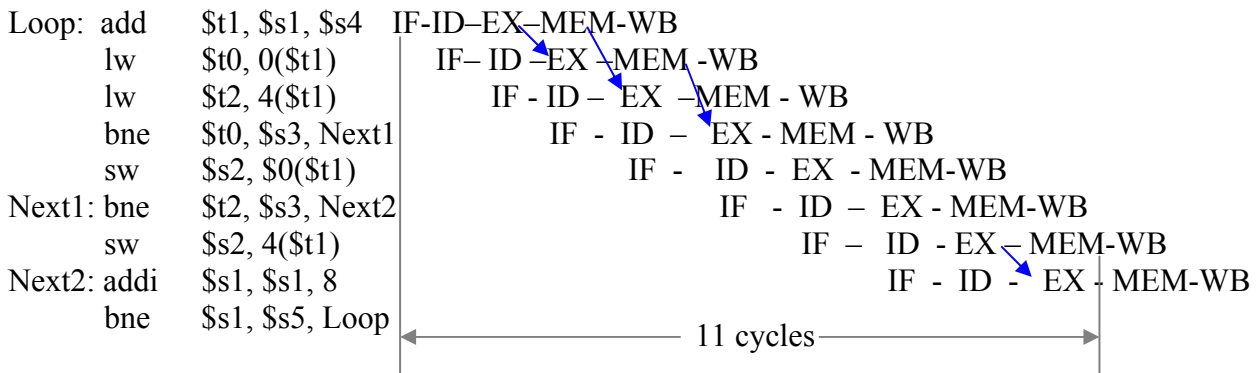 Loop: add $t1, $s1, $s4 IF-ID–EX–MEM-WB
lw $t0, 0($t1) IF– ID –EX –MEM -WB
lw $t2, 4($t1) IF - ID – EX –MEM - WB
bne $t0, $s3, Next1 IF - ID – EX - MEM - WB
sw $s2, $0($t1) IF - ID - EX - MEM-WB
Next1: bne $t2, $s3, Next2 IF - ID – EX - MEM-WB
sw $s2, 4($t1) IF – ID - EX – MEM-WB
Next2: addi $s1, $s1, 8 IF - ID - EX - MEM-WB
bne $s1, $s5, Loop
11 cycles